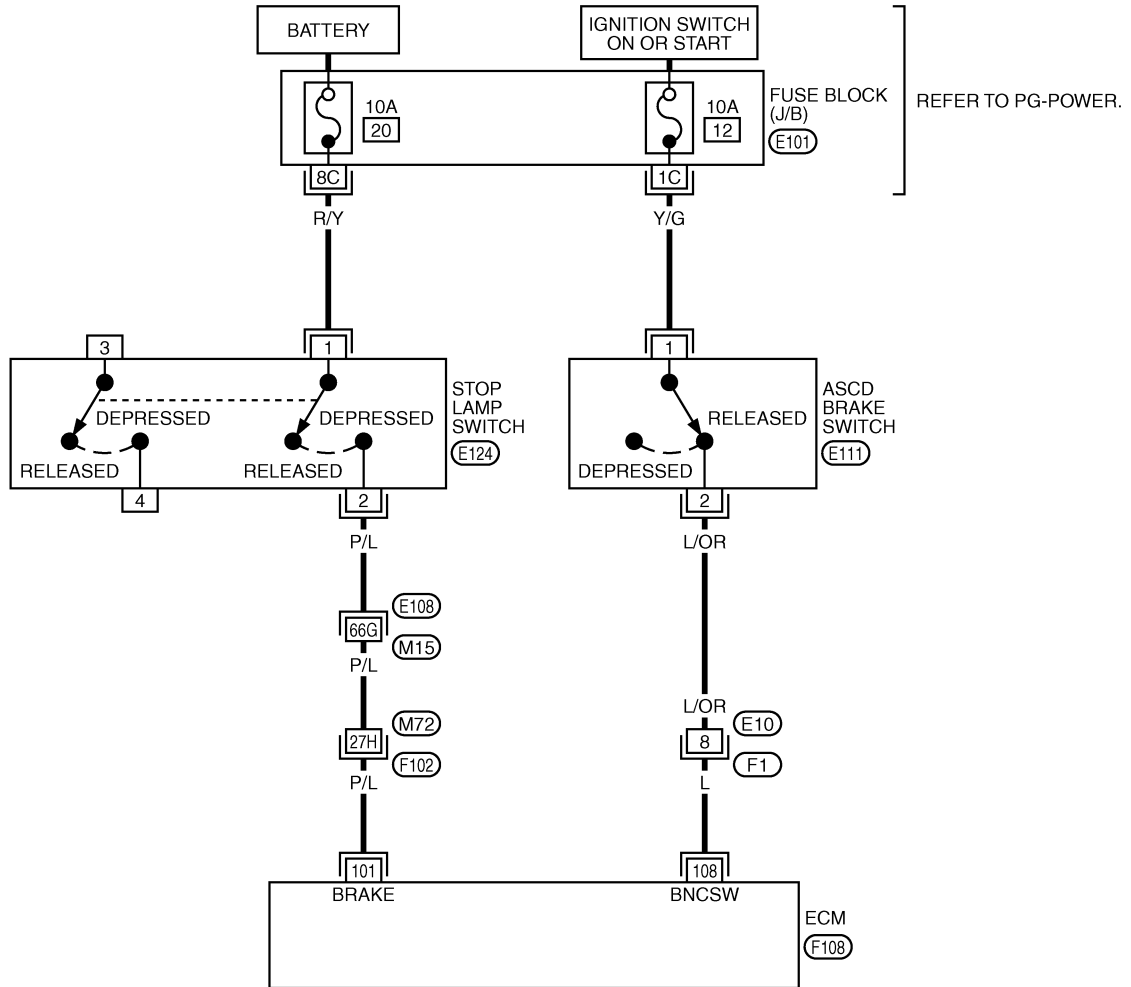 BATTERY
IGNITION SWITCH
ON OR START
10A
20
10A
12
FUSE BLOCK
(J/B)
E101
REFER TO PG-POWER.
8C
1C
R/Y
Y/G
3
1
1
DEPRESSED
RELEASED
DEPRESSED
RELEASED
STOP
LAMP
SWITCH
E124
RELEASED
DEPRESSED
ASCD
BRAKE
SWITCH
E111
4
2
2
P/L
L/OR
E108
66G
M15
P/L
L/OR
M72
27H
F102
E10
8
F1
P/L
L
101
108
BRAKE
BNCSW
ECM
F108